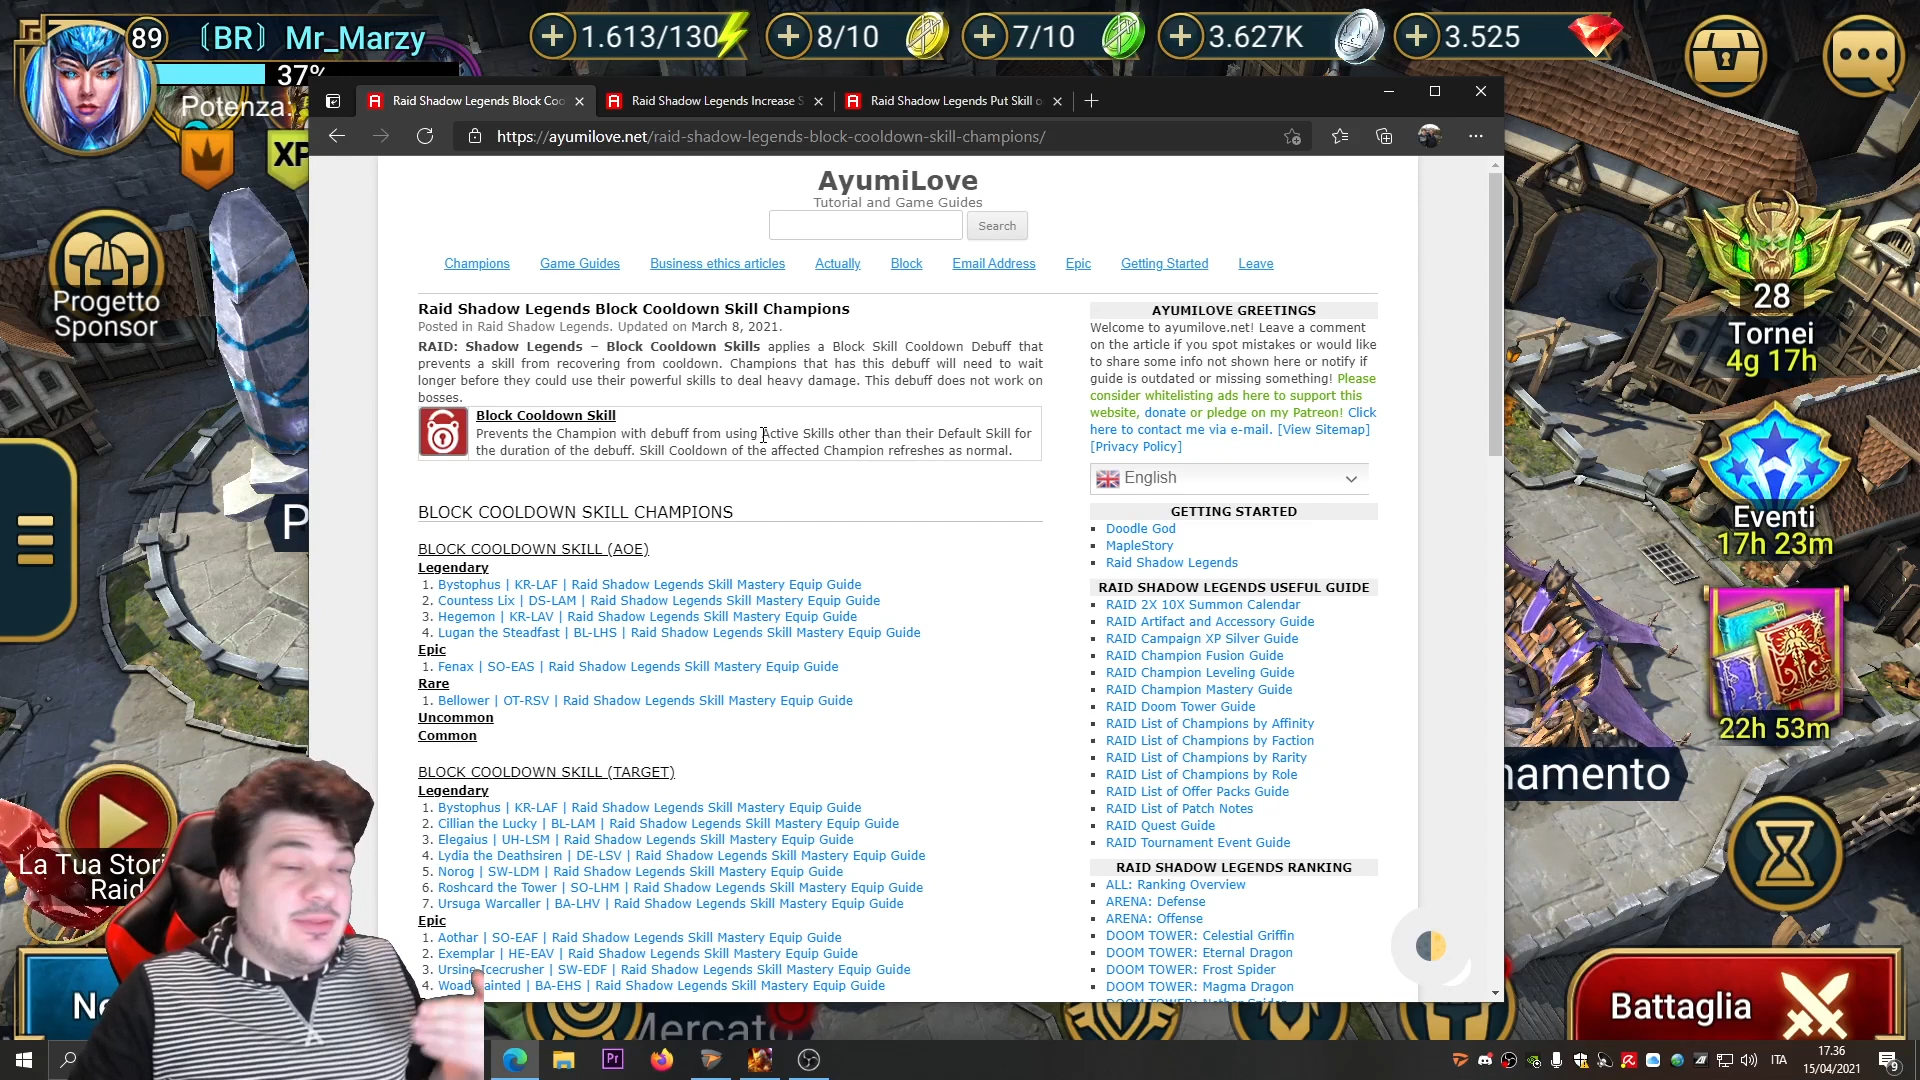 89
〔BR〕 Mr_Marzy
37%
Potenza:
XP
1.613/130
8/10
7/10
3.627K
3.525
Raid Shadow Legends Block Coo
Raid Shadow Legends Increase S
Raid Shadow Legends Put Skill o
https://ayumilove.net/raid-shadow-legends-block-cooldown-skill-champions/
AyumiLove
Tutorial and Game Guides
Search
Champions
Game Guides
Business ethics articles
Actually
Block
Email Address
Epic
Getting Started
Leave
Raid Shadow Legends Block Cooldown Skill Champions
Posted in Raid Shadow Legends. Updated on March 8, 2021.
RAID: Shadow Legends – Block Cooldown Skills applies a Block Skill Cooldown Debuff that
prevents a skill from recovering from cooldown. Champions that has this debuff will need to wait
longer before they could use their powerful skills to deal heavy damage. This debuff does not work on
bosses.
Block Cooldown Skill
Prevents the Champion with debuff from using Active Skills other than their Default Skill for
the duration of the debuff. Skill Cooldown of the affected Champion refreshes as normal.
BLOCK COOLDOWN SKILL CHAMPIONS
BLOCK COOLDOWN SKILL (AOE)
Legendary
1. Bystophus | KR-LAF | Raid Shadow Legends Skill Mastery Equip Guide
2. Countess Lix | DS-LAM | Raid Shadow Legends Skill Mastery Equip Guide
3. Hegemon | KR-LAV | Raid Shadow Legends Skill Mastery Equip Guide
4. Lugan the Steadfast | BL-LHS | Raid Shadow Legends Skill Mastery Equip Guide
Epic
1. Fenax | SO-EAS | Raid Shadow Legends Skill Mastery Equip Guide
Rare
1. Bellower | OT-RSV | Raid Shadow Legends Skill Mastery Equip Guide
Uncommon
Common
BLOCK COOLDOWN SKILL (TARGET)
Legendary
1. Bystophus | KR-LAF | Raid Shadow Legends Skill Mastery Equip Guide
2. Cillian the Lucky | BL-LAM | Raid Shadow Legends Skill Mastery Equip Guide
3. Elegaius | UH-LSM | Raid Shadow Legends Skill Mastery Equip Guide
4. Lydia the Deathsiren | DE-LSV | Raid Shadow Legends Skill Mastery Equip Guide
5. Norog | SW-LDM | Raid Shadow Legends Skill Mastery Equip Guide
6. Roshcard the Tower | SO-LHM | Raid Shadow Legends Skill Mastery Equip Guide
7. Ursuga Warcaller | BA-LHV | Raid Shadow Legends Skill Mastery Equip Guide
Epic
1. Aothar | SO-EAF | Raid Shadow Legends Skill Mastery Equip Guide
2. Exemplar | HE-EAV | Raid Shadow Legends Skill Mastery Equip Guide
3. Ursine Icecrusher | SW-EDF | Raid Shadow Legends Skill Mastery Equip Guide
4. Woad Painted | BA-EHS | Raid Shadow Legends Skill Mastery Equip Guide
AYUMILOVE GREETINGS
Welcome to ayumilove.net! Leave a comment
on the article if you spot mistakes or would like
to share some info not shown here or notify if
guide is outdated or missing something! Please
consider whitelisting ads here to support this
website, donate or pledge on my Patreon! Click
here to contact me via e-mail. [View Sitemap]
[Privacy Policy]
English
GETTING STARTED
Doodle God
MapleStory
Raid Shadow Legends
RAID SHADOW LEGENDS USEFUL GUIDE
RAID 2X 10X Summon Calendar
RAID Artifact and Accessory Guide
RAID Campaign XP Silver Guide
RAID Champion Fusion Guide
RAID Champion Leveling Guide
RAID Champion Mastery Guide
RAID Doom Tower Guide
RAID List of Champions by Affinity
RAID List of Champions by Faction
RAID List of Champions by Rarity
RAID List of Champions by Role
RAID List of Offer Packs Guide
RAID List of Patch Notes
RAID Quest Guide
RAID Tournament Event Guide
RAID SHADOW LEGENDS RANKING
ALL: Ranking Overview
ARENA: Defense
ARENA: Offense
DOOM TOWER: Celestial Griffin
DOOM TOWER: Eternal Dragon
DOOM TOWER: Frost Spider
DOOM TOWER: Magma Dragon
DOOM TOWER: Nether Spider
Progetto
Sponsor
P
La Tua Stori
Raid
Ne
Mercato
28
Tornei
4g 17h
Eventi
17h 23m
22h 53m
namento
Battaglia
Pr
ITA
17.36
15/04/2021
9